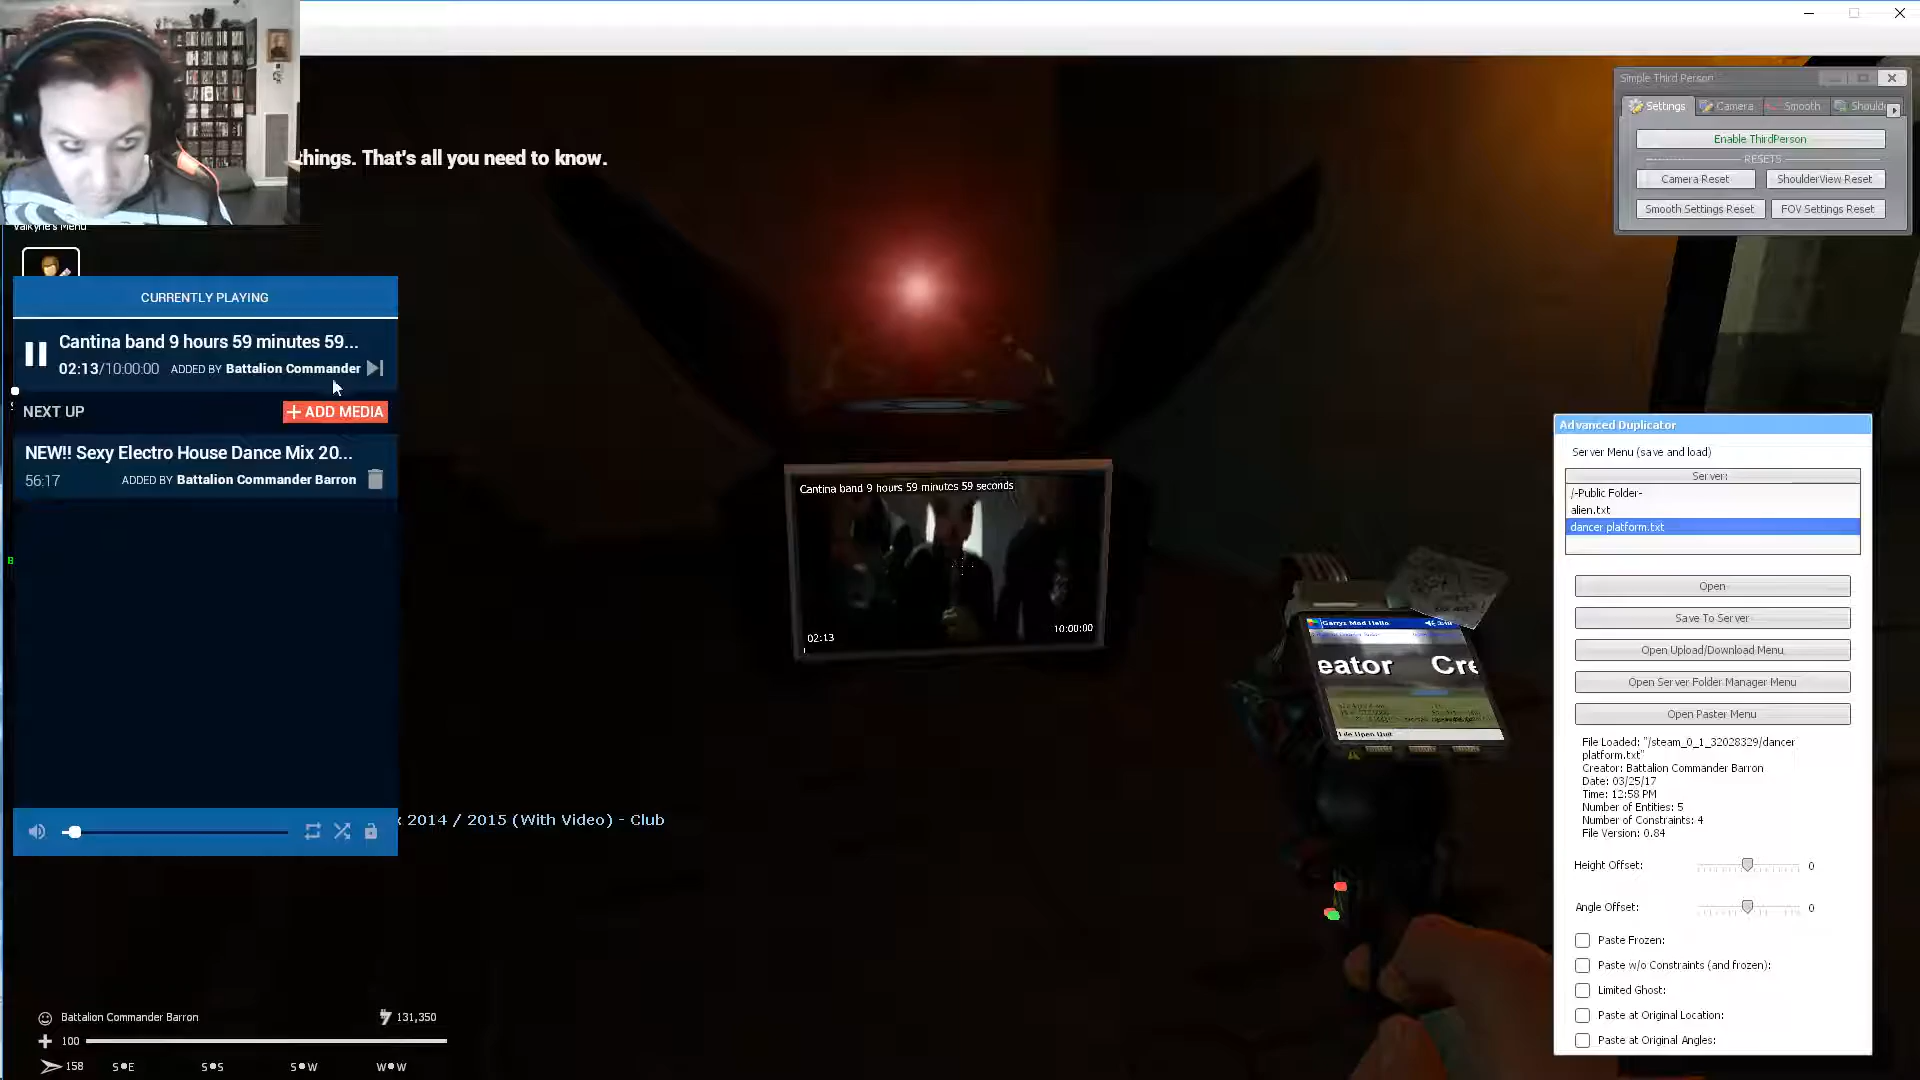 Simple Third Person
Settings
Camera
Smooth
Should
Enable ThirdPerson
RESETS
Camera Reset
ShoulderView Reset
Smooth Settings Reset
FOV Settings Reset
things. That's all you need to know.
Valkyrie's Menu
CURRENTLY PLAYING
Cantina band 9 hours 59 minutes 59...
02:13/10:00:00 ADDED BY Battalion Commander
NEXT UP
+ ADD MEDIA
NEW!! Sexy Electro House Dance Mix 20...
56:17 ADDED BY Battalion Commander Barron
x 2014 / 2015 (With Video) - Club
Cantina band 9 hours 59 minutes 59 seconds
02:13
10:00:00
eator Cre
File Open Quit
Advanced Duplicator
Server Menu (save and load)
Server:
/-Public Folder-
alien.txt
dancer platform.txt
Open
Save To Server
Open Upload/Download Menu
Open Server Folder Manager Menu
Open Paster Menu
File Loaded: "/steam_0_1_32028329/dancer
platform.txt"
Creator: Battalion Commander Barron
Date: 03/25/17
Time: 12:58 PM
Number of Entities: 5
Number of Constraints: 4
File Version: 0.84
Height Offset: 0
Angle Offset: 0
Paste Frozen:
Paste w/o Constraints (and frozen):
Limited Ghost:
Paste at Original Location:
Paste at Original Angles:
Battalion Commander Barron
131,350
100
158
S●E
S●S
S●W
W●W